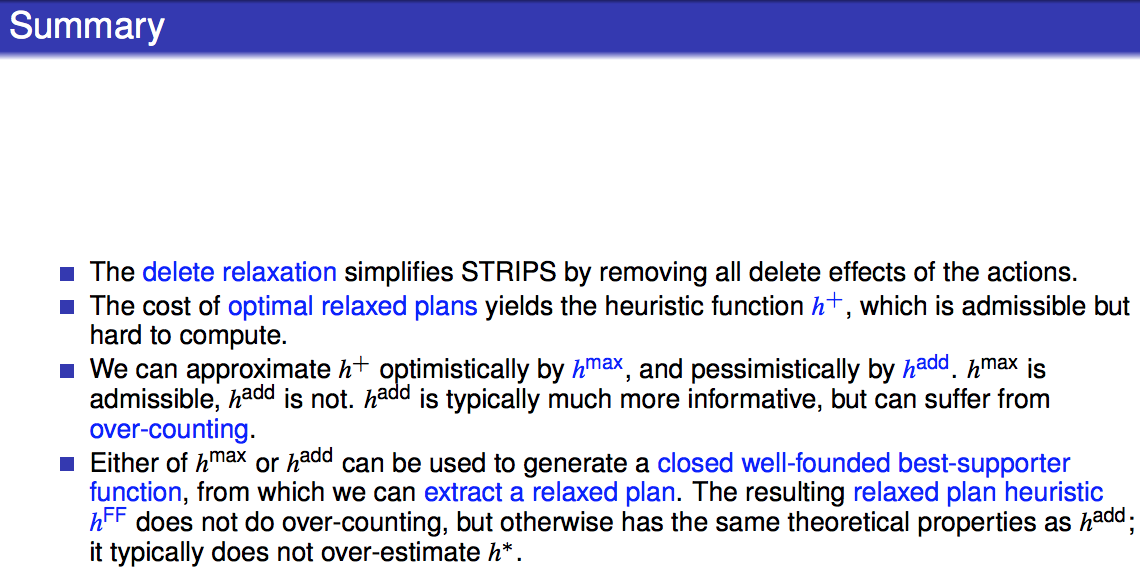 Summary
The delete relaxation simplifies STRIPS by removing all delete effects of the actions.
The cost of optimal relaxed plans yields the heuristic function h⁺, which is admissible but
hard to compute.
We can approximate h⁺ optimistically by hᵐᵃˣ, and pessimistically by hᵃᵈᵈ. hᵐᵃˣ is
admissible, hᵃᵈᵈ is not. hᵃᵈᵈ is typically much more informative, but can suffer from
over-counting.
Either of hᵐᵃˣ or hᵃᵈᵈ can be used to generate a closed well-founded best-supporter
function, from which we can extract a relaxed plan. The resulting relaxed plan heuristic
hFF does not do over-counting, but otherwise has the same theoretical properties as hᵃᵈᵈ;
it typically does not over-estimate h*.